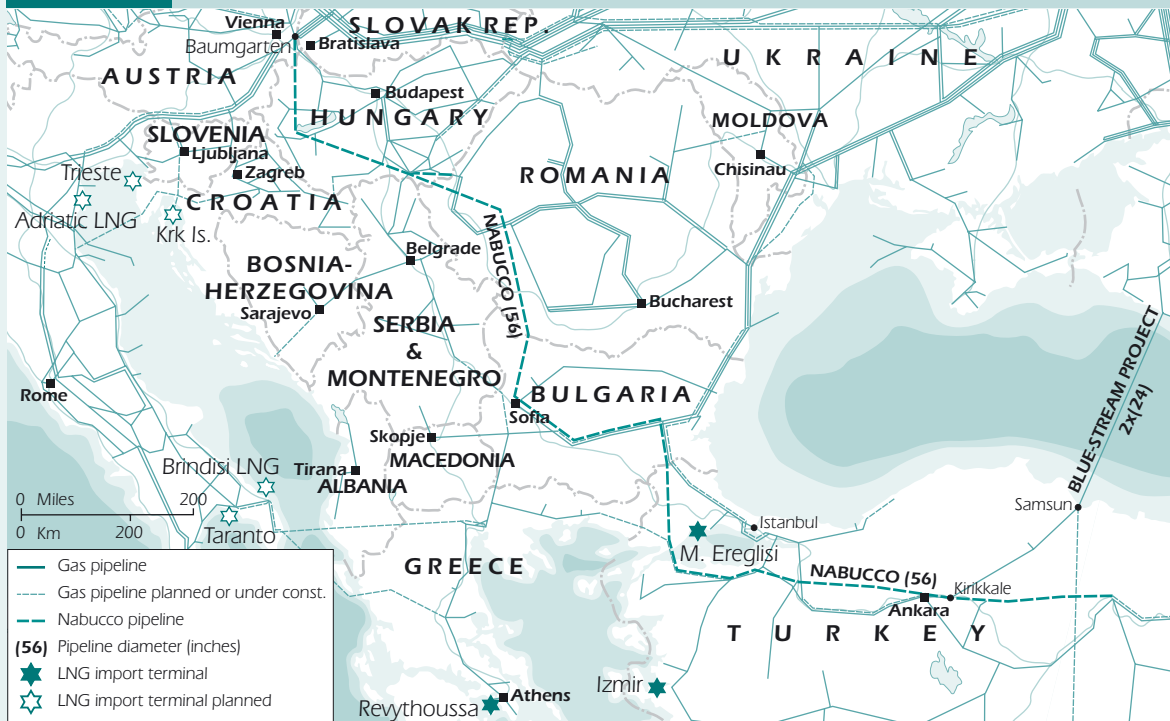 Vienna
SLOVAK REP.
Baumgarten
Bratislava
AUSTRIA
UKRAINE
Budapest
HUNGARY
MOLDOVA
SLOVENIA
Ljubljana
Chisinau
Trieste
Zagreb
ROMANIA
CROATIA
Adriatic LNG
Krk Is.
NABUCCO (56)
Belgrade
BOSNIA-
HERZEGOVINA
Sarajevo
Bucharest
SERBIA
&
MONTENEGRO
BLUE-STREAM PROJECT
2x(24)
Rome
BULGARIA
Sofia
Skopje
MACEDONIA
Brindisi LNG
Tirana
ALBANIA
0 Miles 200
0 Km 200
Taranto
Samsun
Istanbul
M. Ereglisi
GREECE
NABUCCO (56)
Kirikkale
Ankara
TURKEY
Izmir
Athens
Revythoussa
Gas pipeline
Gas pipeline planned or under const.
Nabucco pipeline
(56) Pipeline diameter (inches)
LNG import terminal
LNG import terminal planned